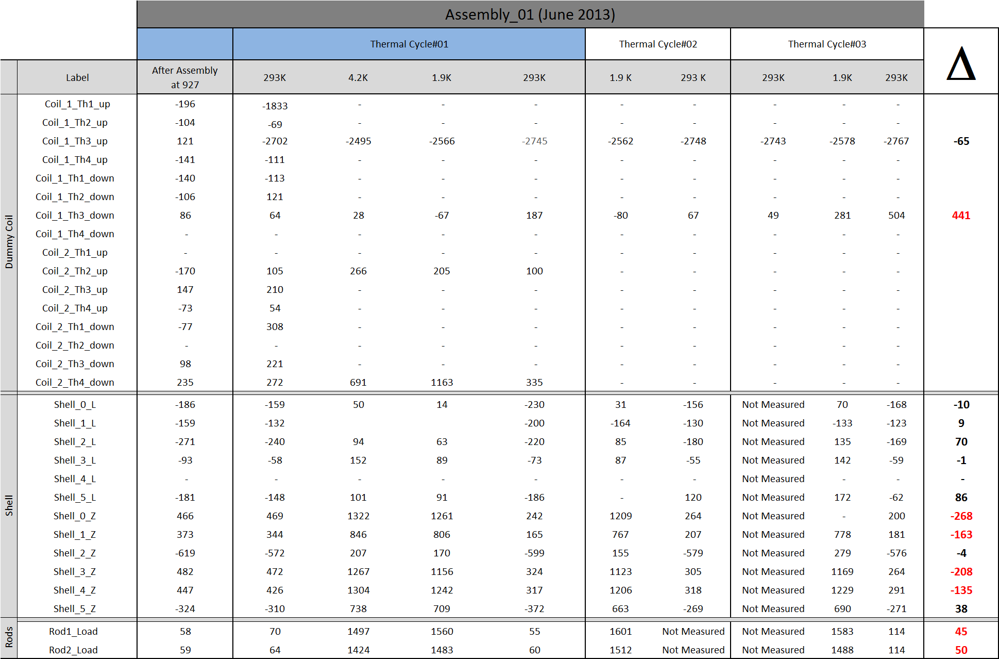 Assembly_01 (June 2013)
Thermal Cycle#01 Thermal Cycle#02 Thermal Cycle#03 Δ
Label After Assembly at 927 293K 4.2K 1.9K 293K 1.9 K 293 K 293K 1.9K 293K
Dummy Coil
Coil_1_Th1_up -196 -1833 - - - - - - - -
Coil_1_Th2_up -104 -69 - - - - - - - -
Coil_1_Th3_up 121 -2702 -2495 -2566 -2745 -2562 -2748 -2743 -2578 -2767 -65
Coil_1_Th4_up -141 -111 - - - - - - - -
Coil_1_Th1_down -140 -113 - - - - - - - -
Coil_1_Th2_down -106 121 - - - - - - - -
Coil_1_Th3_down 86 64 28 -67 187 -80 67 49 281 504 441
Coil_1_Th4_down - - - - - - - - - -
Coil_2_Th1_up - - - - - - - - - -
Coil_2_Th2_up -170 105 266 205 100 - - - - -
Coil_2_Th3_up 147 210 - - - - - - - -
Coil_2_Th4_up -73 54 - - - - - - - -
Coil_2_Th1_down -77 308 - - - - - - - -
Coil_2_Th2_down - - - - - - - - - -
Coil_2_Th3_down 98 221 - - - - - - - -
Coil_2_Th4_down 235 272 691 1163 335 - - - - -
Shell
Shell_0_L -186 -159 50 14 -230 31 -156 Not Measured 70 -168 -10
Shell_1_L -159 -132 -200 -164 -130 Not Measured -133 -123 9
Shell_2_L -271 -240 94 63 -220 85 -180 Not Measured 135 -169 70
Shell_3_L -93 -58 152 89 -73 87 -55 Not Measured 142 -59 -1
Shell_4_L - - - - - - - Not Measured - - -
Shell_5_L -181 -148 101 91 -186 - 120 Not Measured 172 -62 86
Shell_0_Z 466 469 1322 1261 242 1209 264 Not Measured - 200 -268
Shell_1_Z 373 344 846 806 165 767 207 Not Measured 778 181 -163
Shell_2_Z -619 -572 207 170 -599 155 -579 Not Measured 279 -576 -4
Shell_3_Z 482 472 1267 1156 324 1123 305 Not Measured 1169 264 -208
Shell_4_Z 447 426 1304 1242 317 1206 318 Not Measured 1229 291 -135
Shell_5_Z -324 -310 738 709 -372 663 -269 Not Measured 690 -271 38
Rods
Rod1_Load 58 70 1497 1560 55 1601 Not Measured Not Measured 1583 114 45
Rod2_Load 59 64 1424 1483 60 1512 Not Measured Not Measured 1488 114 50